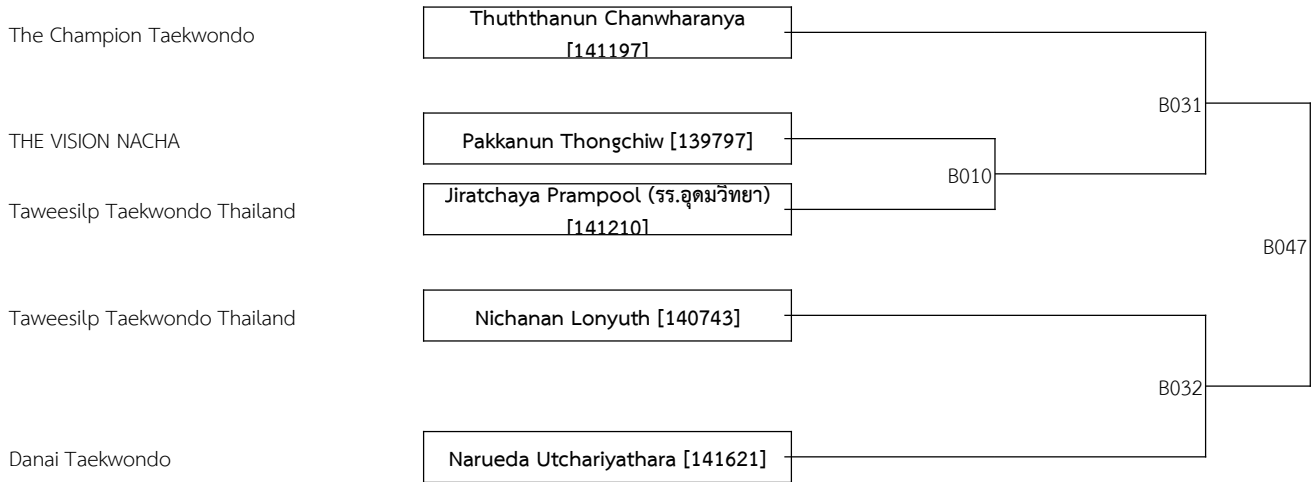 The Champion Taekwondo
Thuththanun Chanwharanya
[141197]
B031
THE VISION NACHA
Pakkanun Thongchiw [139797]
B010
Taweesilp Taekwondo Thailand
Jiratchaya Prampool (รร.อุดมวิทยา)
[141210]
B047
Taweesilp Taekwondo Thailand
Nichanan Lonyuth [140743]
B032
Danai Taekwondo
Narueda Utchariyathara [141621]